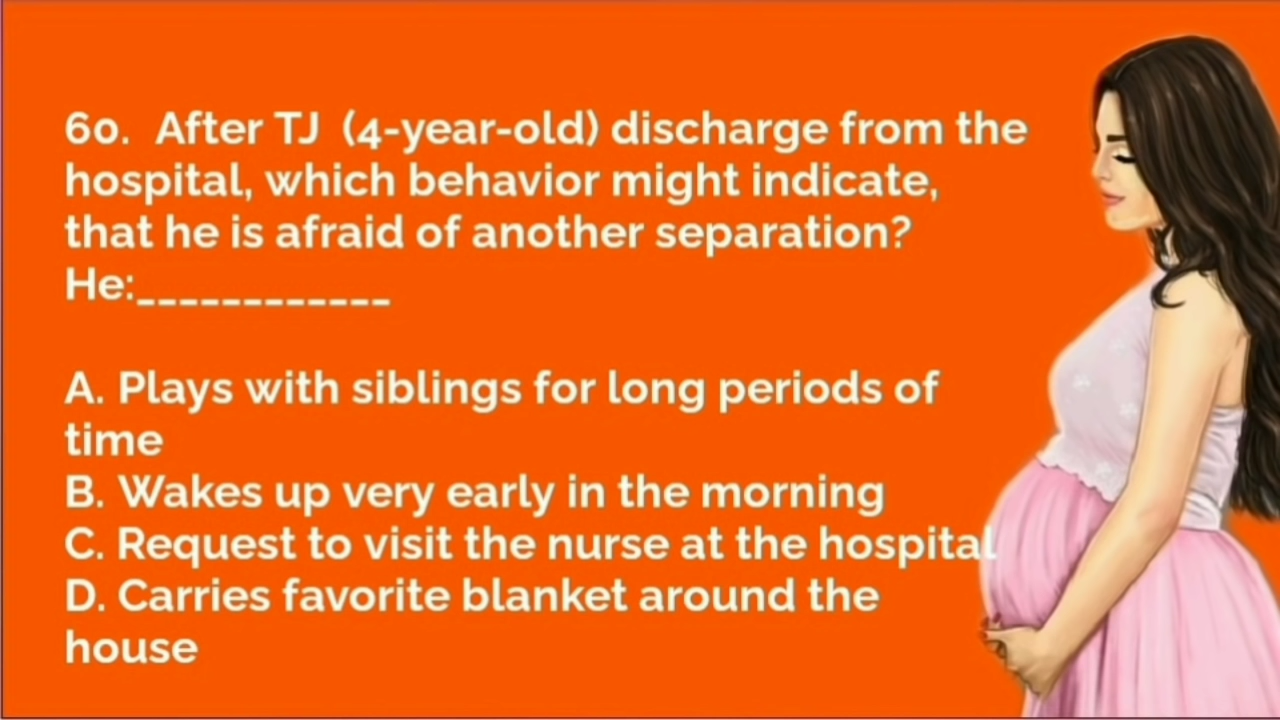 60. After TJ (4-year-old) discharge from the
hospital, which behavior might indicate,
that he is afraid of another separation?
He:____________
A. Plays with siblings for long periods of
time
B. Wakes up very early in the morning
C. Request to visit the nurse at the hospital
D. Carries favorite blanket around the
house